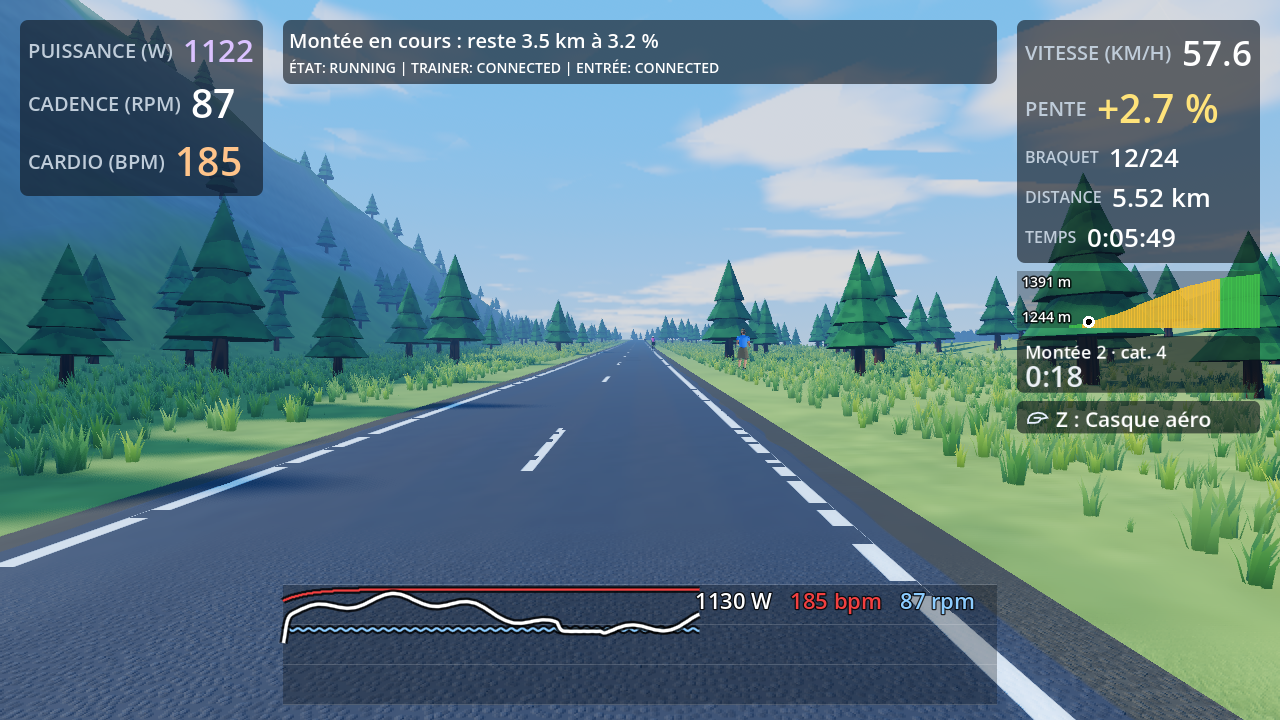 PUISSANCE (W) 1122
CADENCE (RPM) 87
CARDIO (BPM) 185
Montée en cours : reste 3.5 km à 3.2 %
ÉTAT: RUNNING | TRAINER: CONNECTED | ENTRÉE: CONNECTED
VITESSE (KM/H) 57.6
PENTE +2.7 %
BRAQUET 12/24
DISTANCE 5.52 km
TEMPS 0:05:49
1391 m
1244 m
Montée 2 · cat. 4
0:18
Z : Casque aéro
1130 W 185 bpm 87 rpm